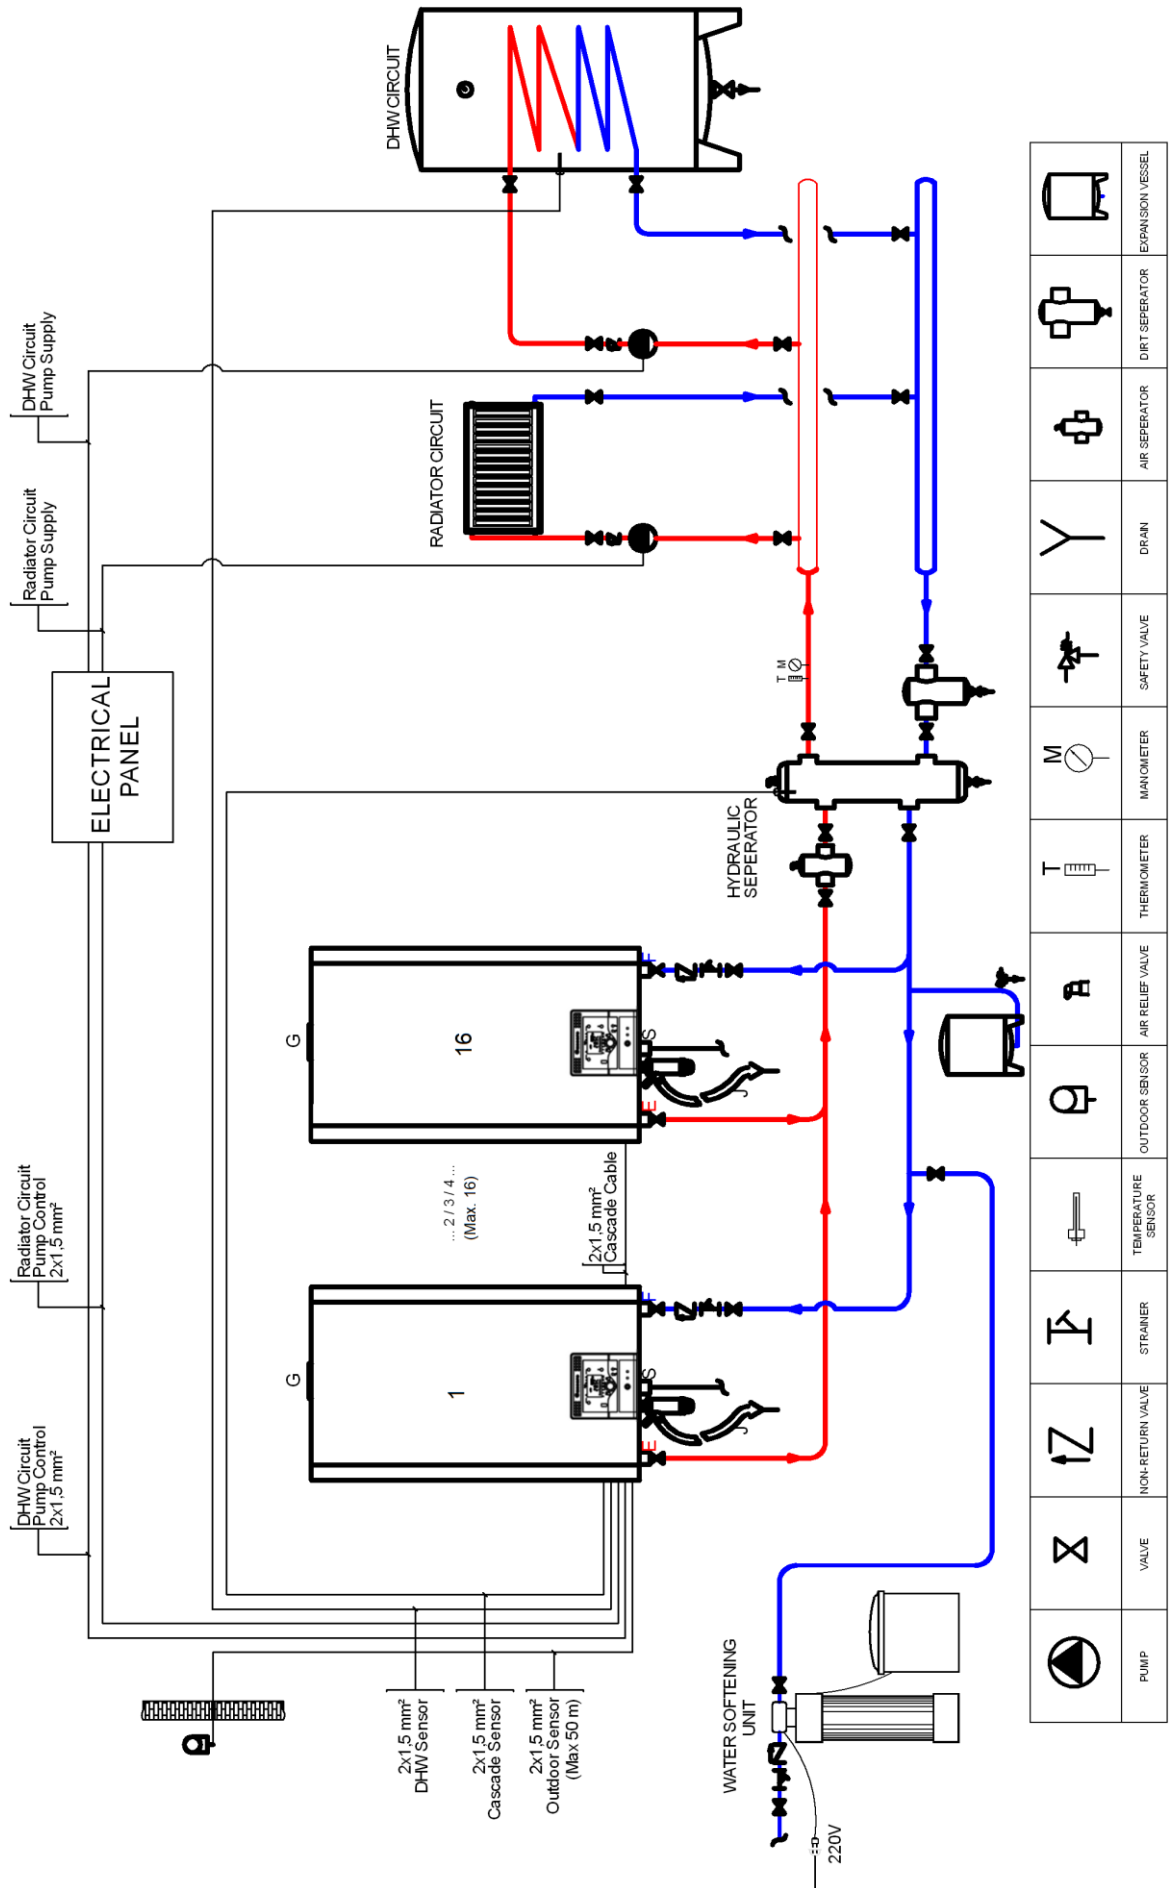 DHW Circuit
Pump Control
2x1,5 mm²
Radiator Circuit
Pump Control
2x1,5 mm²
ELECTRICAL
PANEL
Radiator Circuit
Pump Supply
DHW Circuit
Pump Supply
G
1
G
16
... 2 / 3 / 4 ...
(Max. 16)
2x1,5 mm²
Cascade Cable
E
S
F
J
E
S
F
J
DHW CIRCUIT
RADIATOR CIRCUIT
2x1,5 mm²
DHW Sensor
2x1,5 mm²
Cascade Sensor
2x1,5 mm²
Outdoor Sensor
(Max 50 m)
HYDRAULIC
SEPERATOR
T M
WATER SOFTENING
UNIT
220V
T
M
PUMP
VALVE
NON-RETURN VALVE
STRAINER
TEMPERATURE
SENSOR
OUTDOOR SENSOR
AIR RELIEF VALVE
THERMOMETER
MANOMETER
SAFETY VALVE
DRAIN
AIR SEPERATOR
DIRT SEPERATOR
EXPANSION VESSEL